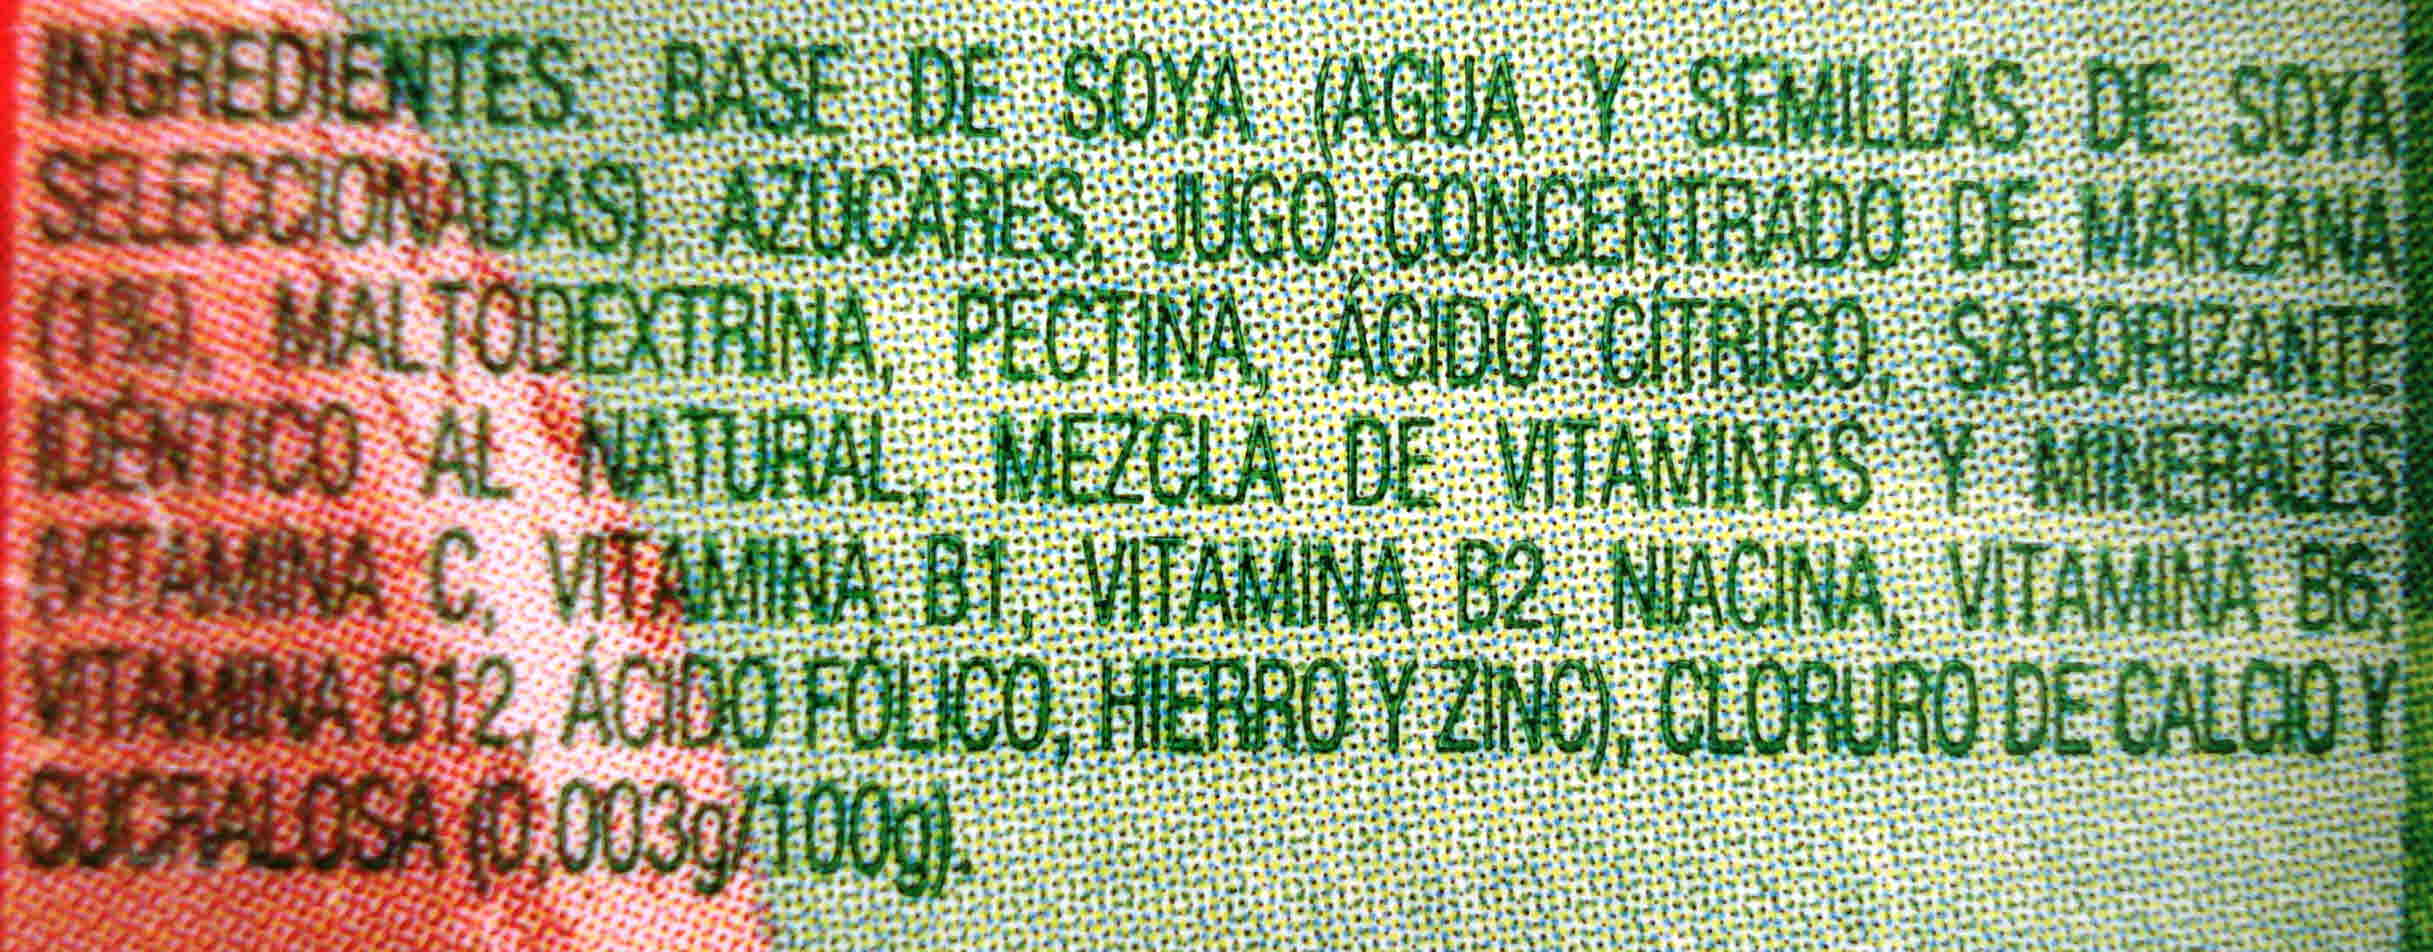 INGREDIENTES: BASE DE SOYA (AGUA Y SEMILLAS DE SOYA
SELECCIONADAS), AZÚCARES, JUGO CONCENTRADO DE MANZANA
(1%), MALTODEXTRINA, PECTINA, ÁCIDO CÍTRICO, SABORIZANTE
IDÉNTICO AL NATURAL, MEZCLA DE VITAMINAS Y MINERALES
(VITAMINA C, VITAMINA B1, VITAMINA B2, NIACINA, VITAMINA B6,
VITAMINA B12, ÁCIDO FÓLICO, HIERRO Y ZINC), CLORURO DE CALCIO Y
SUCRALOSA (0,003g/100g).